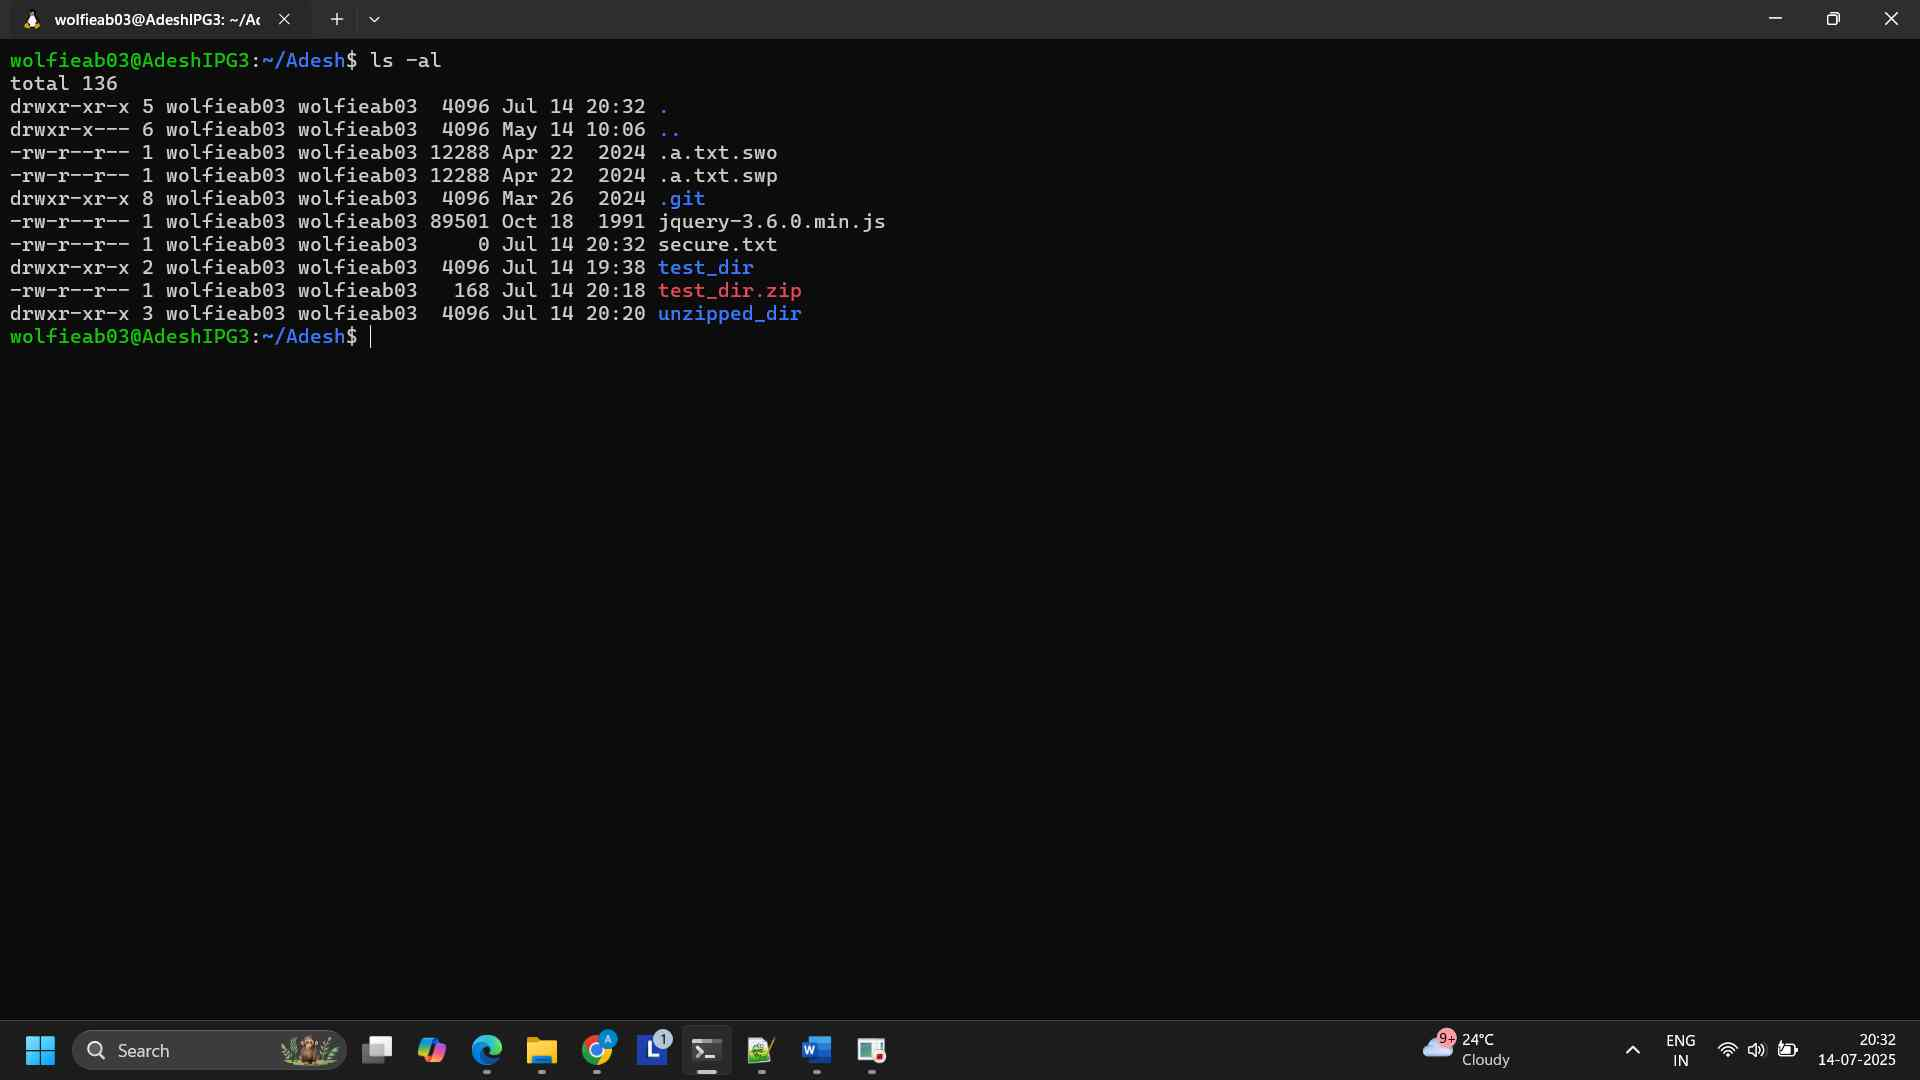 wolfieab03@AdeshIPG3: ~/Ac
wolfieab03@AdeshIPG3:~/Adesh$ ls -al
total 136
drwxr-xr-x 5 wolfieab03 wolfieab03  4096 Jul 14 20:32 .
drwxr-x--- 6 wolfieab03 wolfieab03  4096 May 14 10:06 ..
-rw-r--r-- 1 wolfieab03 wolfieab03 12288 Apr 22  2024 .a.txt.swo
-rw-r--r-- 1 wolfieab03 wolfieab03 12288 Apr 22  2024 .a.txt.swp
drwxr-xr-x 8 wolfieab03 wolfieab03  4096 Mar 26  2024 .git
-rw-r--r-- 1 wolfieab03 wolfieab03 89501 Oct 18  1991 jquery-3.6.0.min.js
-rw-r--r-- 1 wolfieab03 wolfieab03     0 Jul 14 20:32 secure.txt
drwxr-xr-x 2 wolfieab03 wolfieab03  4096 Jul 14 19:38 test_dir
-rw-r--r-- 1 wolfieab03 wolfieab03   168 Jul 14 20:18 test_dir.zip
drwxr-xr-x 3 wolfieab03 wolfieab03  4096 Jul 14 20:20 unzipped_dir
wolfieab03@AdeshIPG3:~/Adesh$
Search
A
L 1
W
9+ 24°C
Cloudy
ENG
IN
20:32
14-07-2025